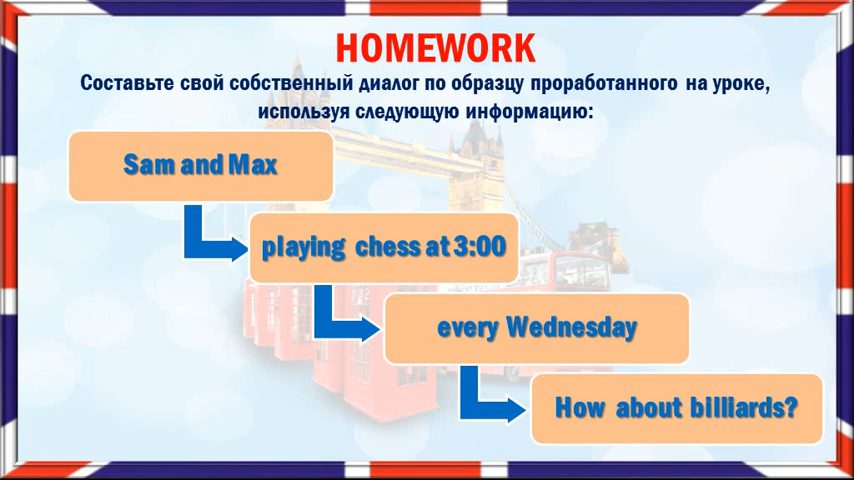 HOMEWORK
Составьте свой собственный диалог по образцу проработанного на уроке,
используя следующую информацию:
Sam and Max
playing chess at 3:00
every Wednesday
How about billiards?